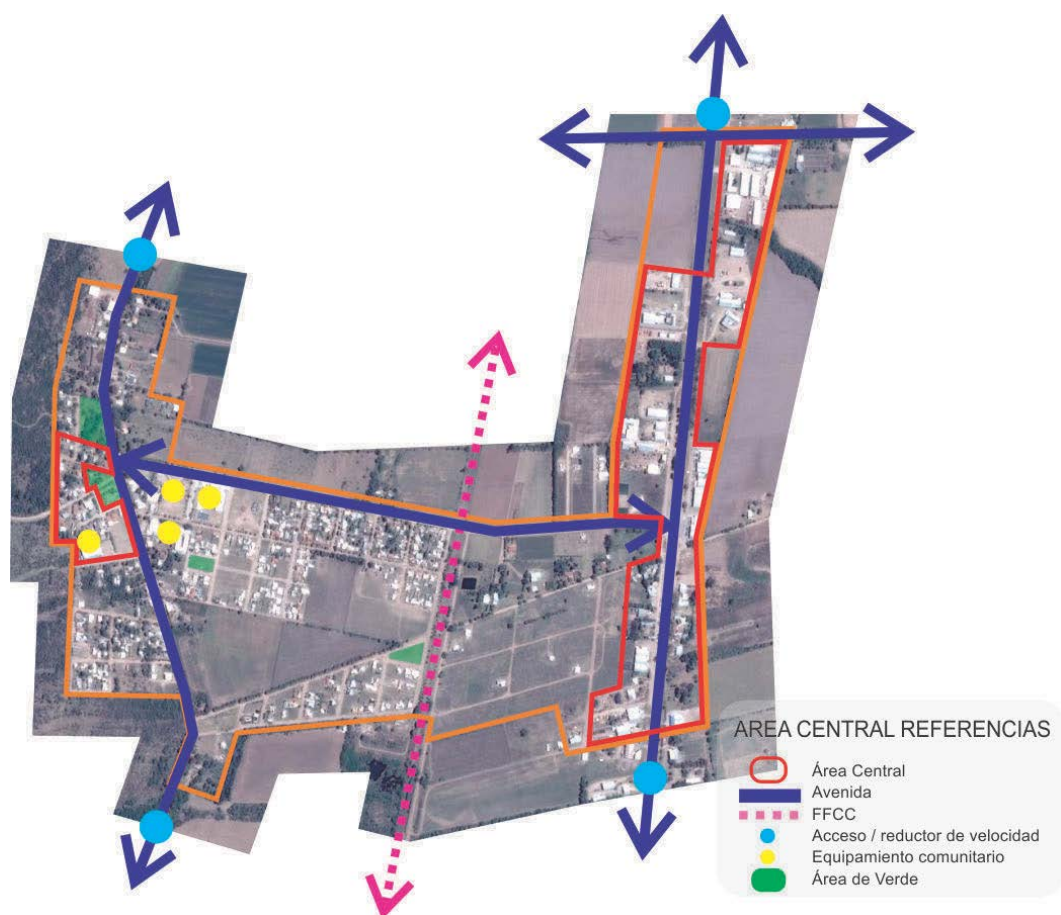 AREA CENTRAL REFERENCIAS
Área Central
Avenida
FFCC
Acceso / reductor de velocidad
Equipamiento comunitario
Área de Verde